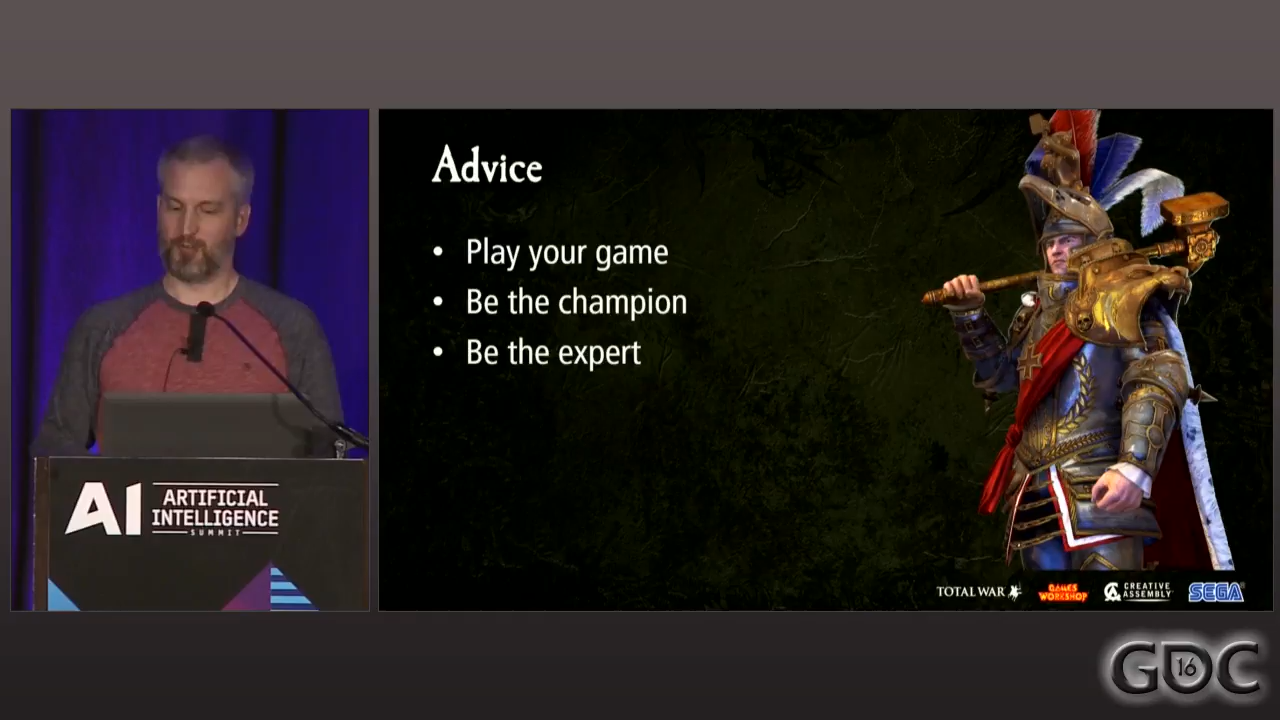 Advice
• Play your game
• Be the champion
• Be the expert
AI ARTIFICIAL
INTELLIGENCE
SUMMIT
TOTAL WAR
GAMES
WORKSHOP
CREATIVE
ASSEMBLY
SEGA
GDC
16